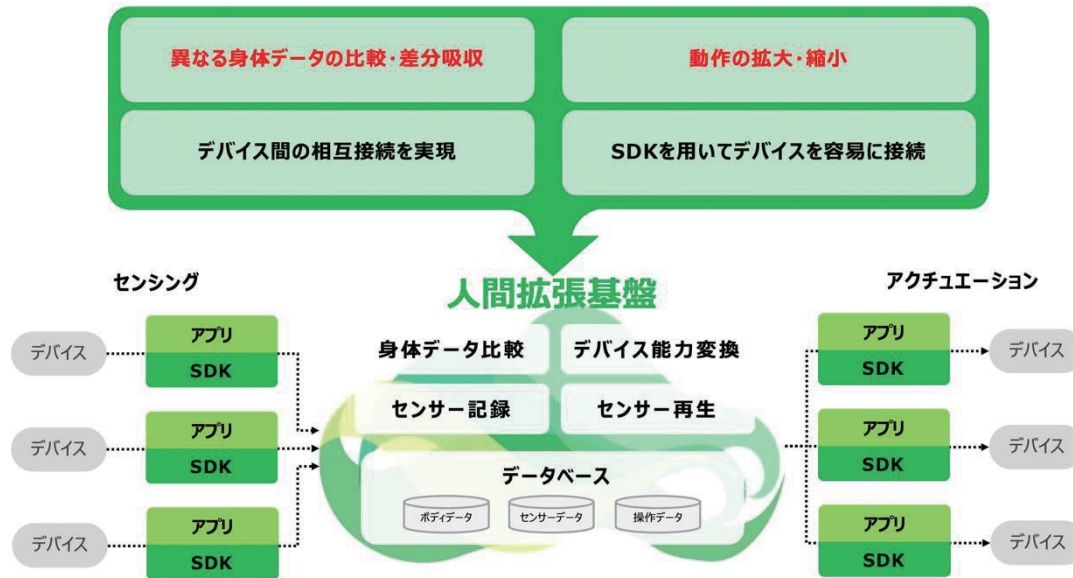 異なる身体データの比較・差分吸収
動作の拡大・縮小
デバイス間の相互接続を実現
SDKを用いてデバイスを容易に接続
人間拡張基盤
センシング
アクチュエーション
デバイス
アプリ
SDK
デバイス
アプリ
SDK
デバイス
アプリ
SDK
身体データ比較
デバイス能力変換
センサー記録
センサー再生
データベース
ボディデータ
センサーデータ
操作データ
アプリ
SDK
デバイス
アプリ
SDK
デバイス
アプリ
SDK
デバイス